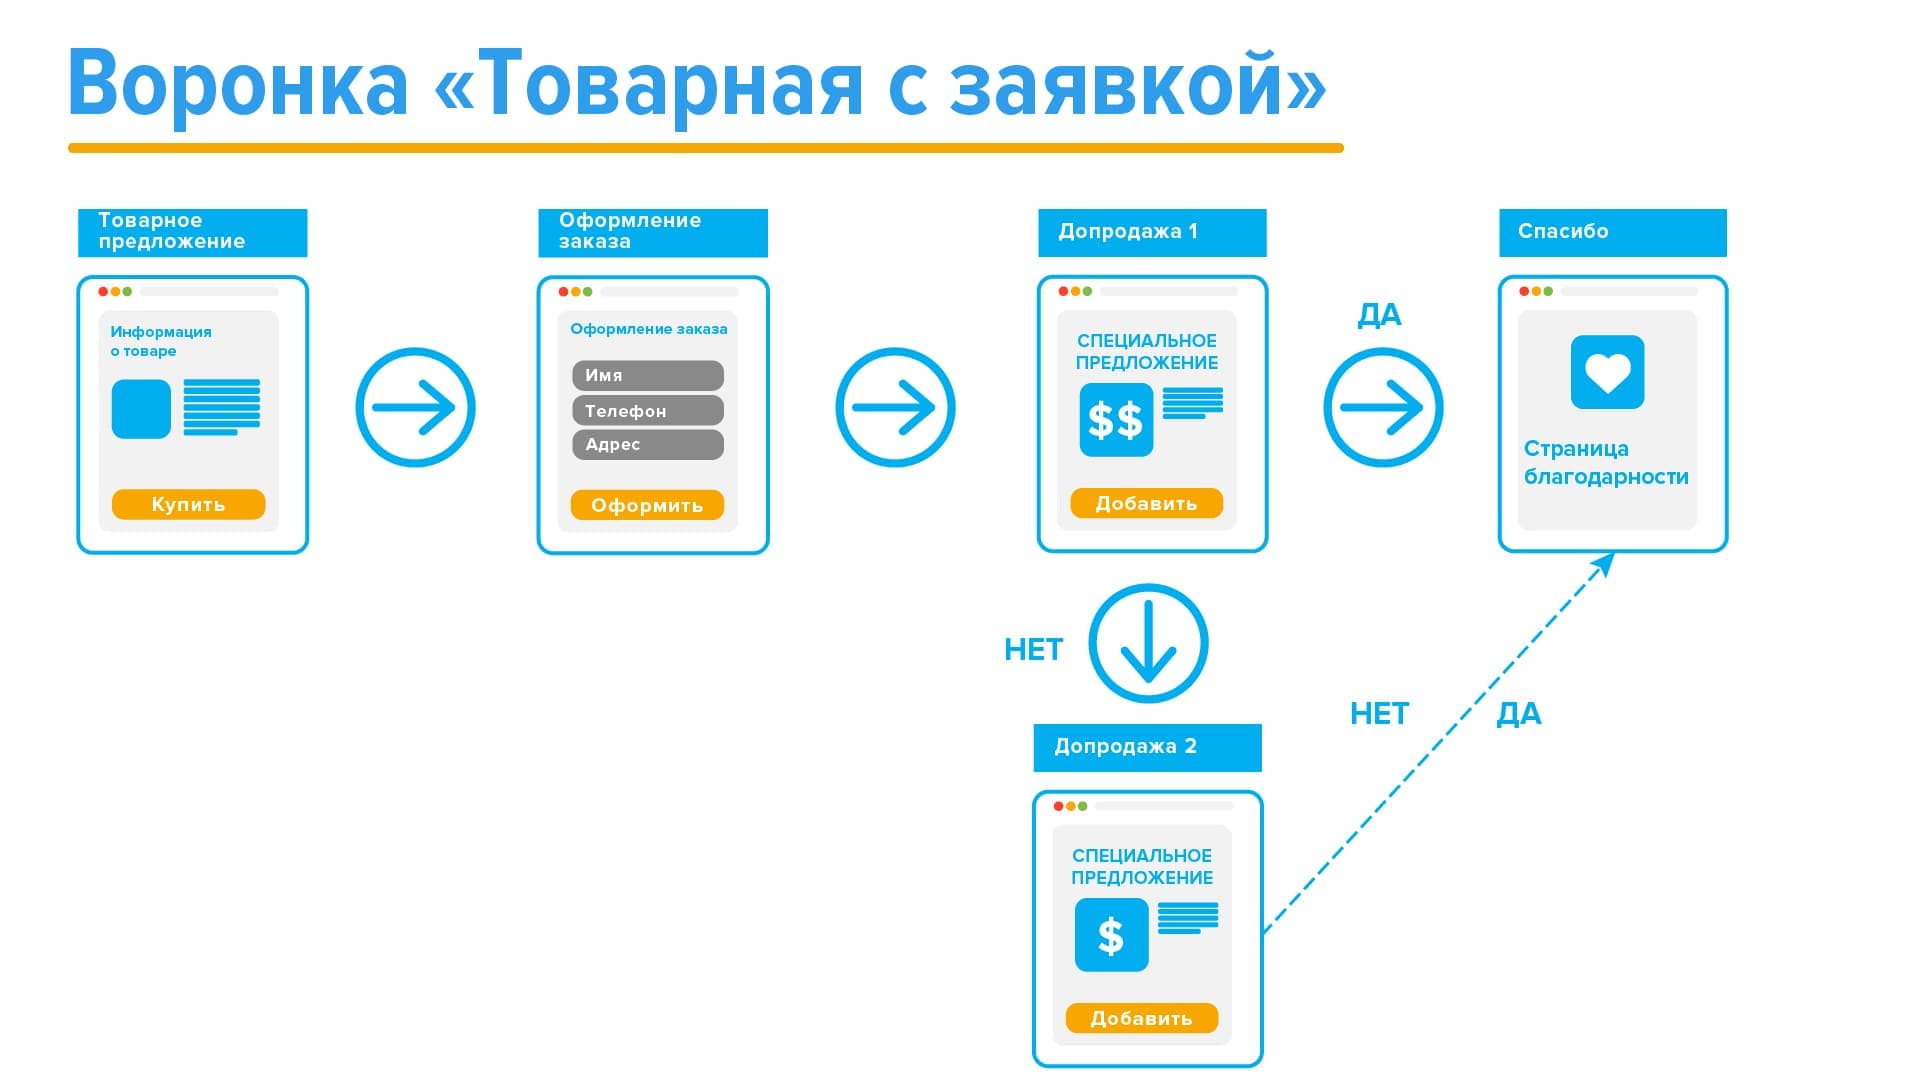 Воронка «Товарная с заявкой»
Товарное
предложение
Информация
о товаре
Купить
Оформление
заказа
Оформление заказа
Имя
Телефон
Адрес
Оформить
Допродажа 1
СПЕЦИАЛЬНОЕ
ПРЕДЛОЖЕНИЕ
$$
Добавить
ДА
Спасибо
Страница
благодарности
НЕТ
НЕТ
ДА
Допродажа 2
СПЕЦИАЛЬНОЕ
ПРЕДЛОЖЕНИЕ
$
Добавить